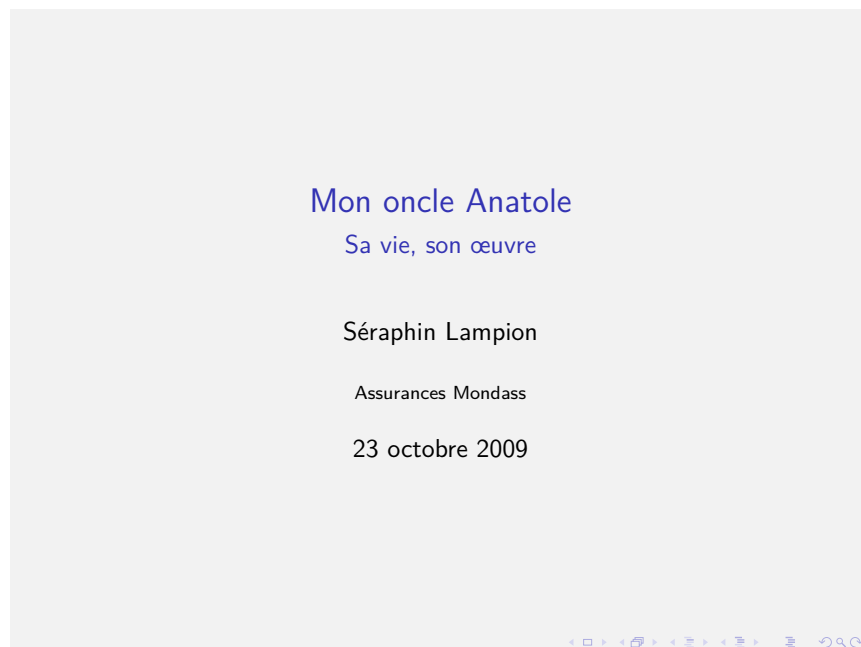 Mon oncle Anatole
Sa vie, son œuvre
Séraphin Lampion
Assurances Mondass
23 octobre 2009